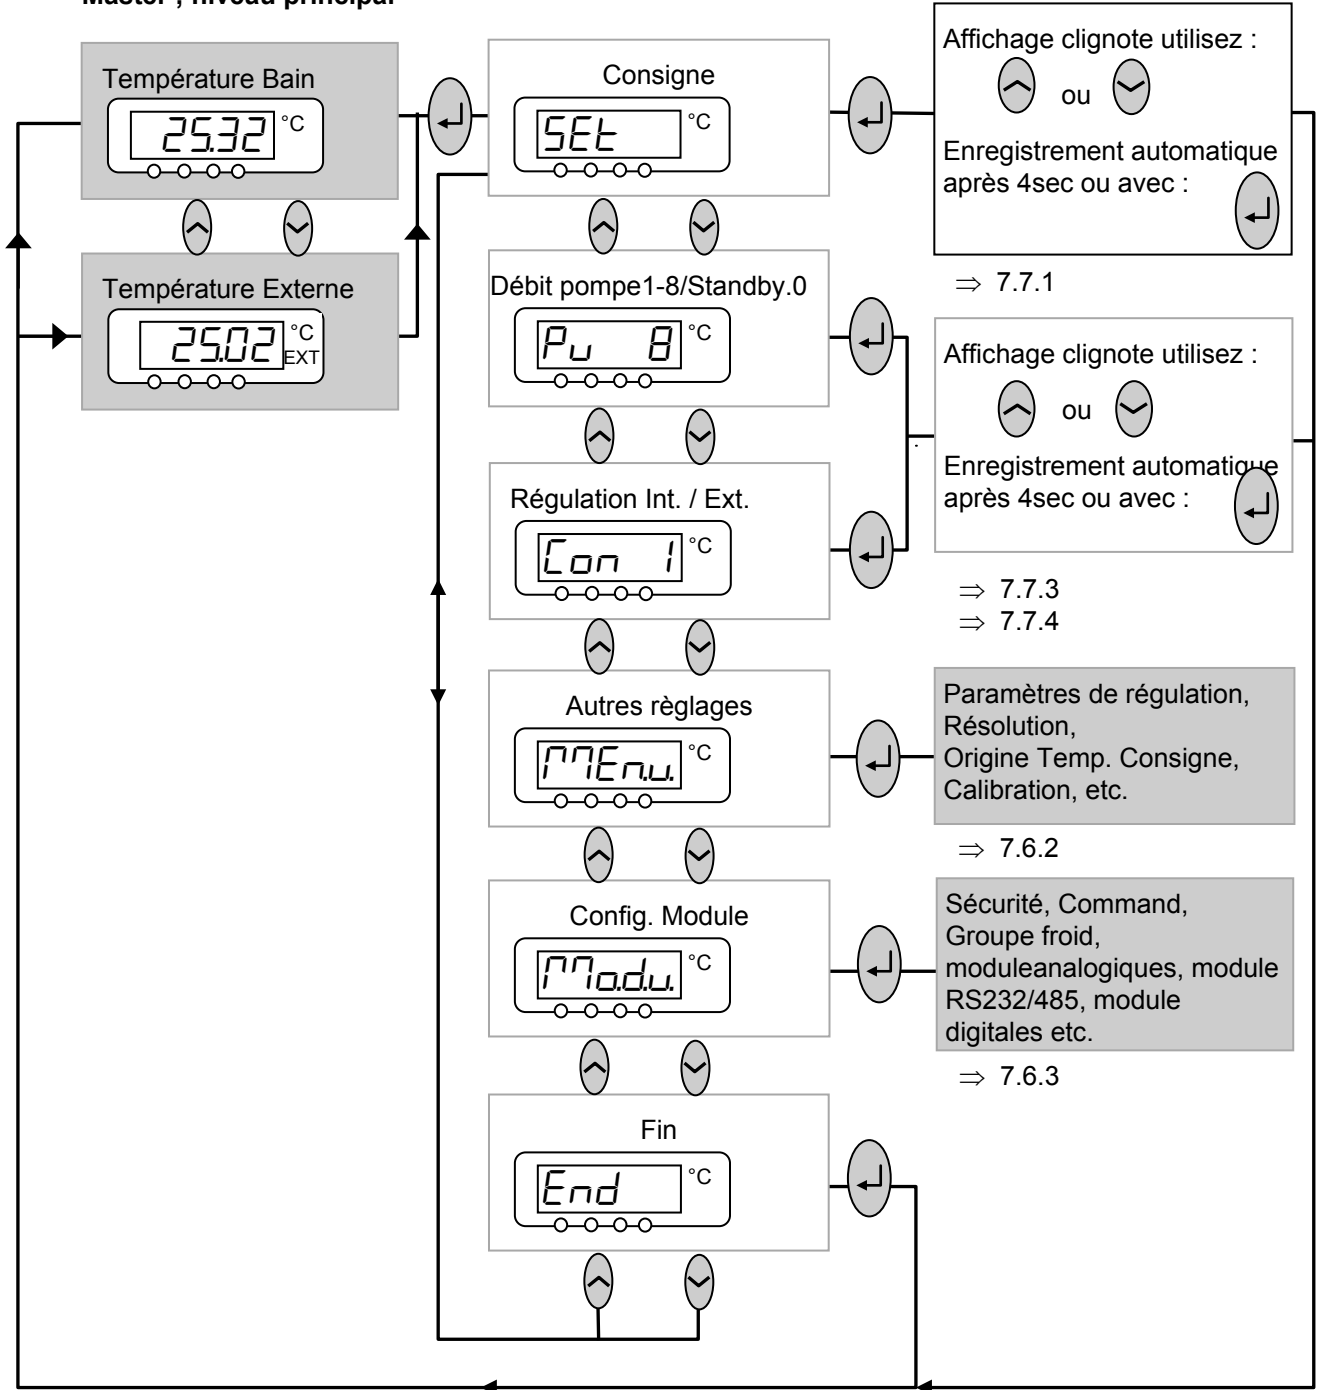 Master , niveau principal
Température Bain
25.32 °C
Température Externe
25.02 °C
EXT
Consigne
SEt °C
Débit pompe1-8/Standby.0
Pu 8 °C
Régulation Int. / Ext.
Con 1 °C
Autres règlages
MEn.u. °C
Config. Module
Mo.d.u. °C
Fin
End °C
Affichage clignote utilisez :
ou
Enregistrement automatique
après 4sec ou avec :
⇒ 7.7.1
Affichage clignote utilisez :
ou
Enregistrement automatique
après 4sec ou avec :
⇒ 7.7.3
⇒ 7.7.4
Paramètres de régulation,
Résolution,
Origine Temp. Consigne,
Calibration, etc.
⇒ 7.6.2
Sécurité, Command,
Groupe froid,
moduleanalogiques, module
RS232/485, module
digitales etc.
⇒ 7.6.3